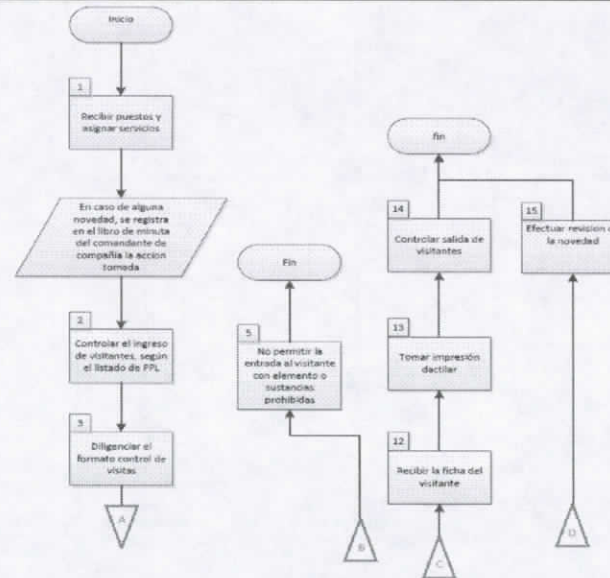 Inicio
1
Recibir puestos y
asignar servicios
En caso de alguna
novedad, se registra
en el libro de minuta
del comandante de
compañía la accion
tomada
2
Controlar el ingreso
de visitantes, según
el listado de PPL
3
Diligenciar el
formato control de
visitas
A
Fin
5
No permitir la
entrada al visitante
con elemento o
sustancias
prohibidas
B
fin
14
Controlar salida de
visitantes
13
Tomar impresión
dactilar
12
Recibir la ficha del
visitante
C
15
Efectuar revision
la novedad
D